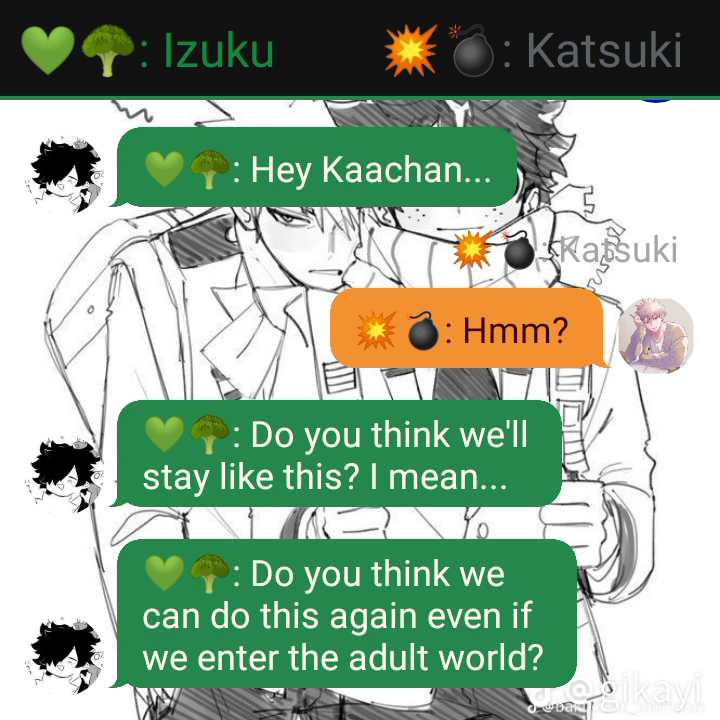 💚🥦: Izuku
💥💣: Katsuki
💚🥦: Hey Kaachan...
💥💣: Katsuki
💥💣: Hmm?
💚🥦: Do you think we'll
stay like this? I mean...
💚🥦: Do you think we
can do this again even if
we enter the adult world?
@gikayi